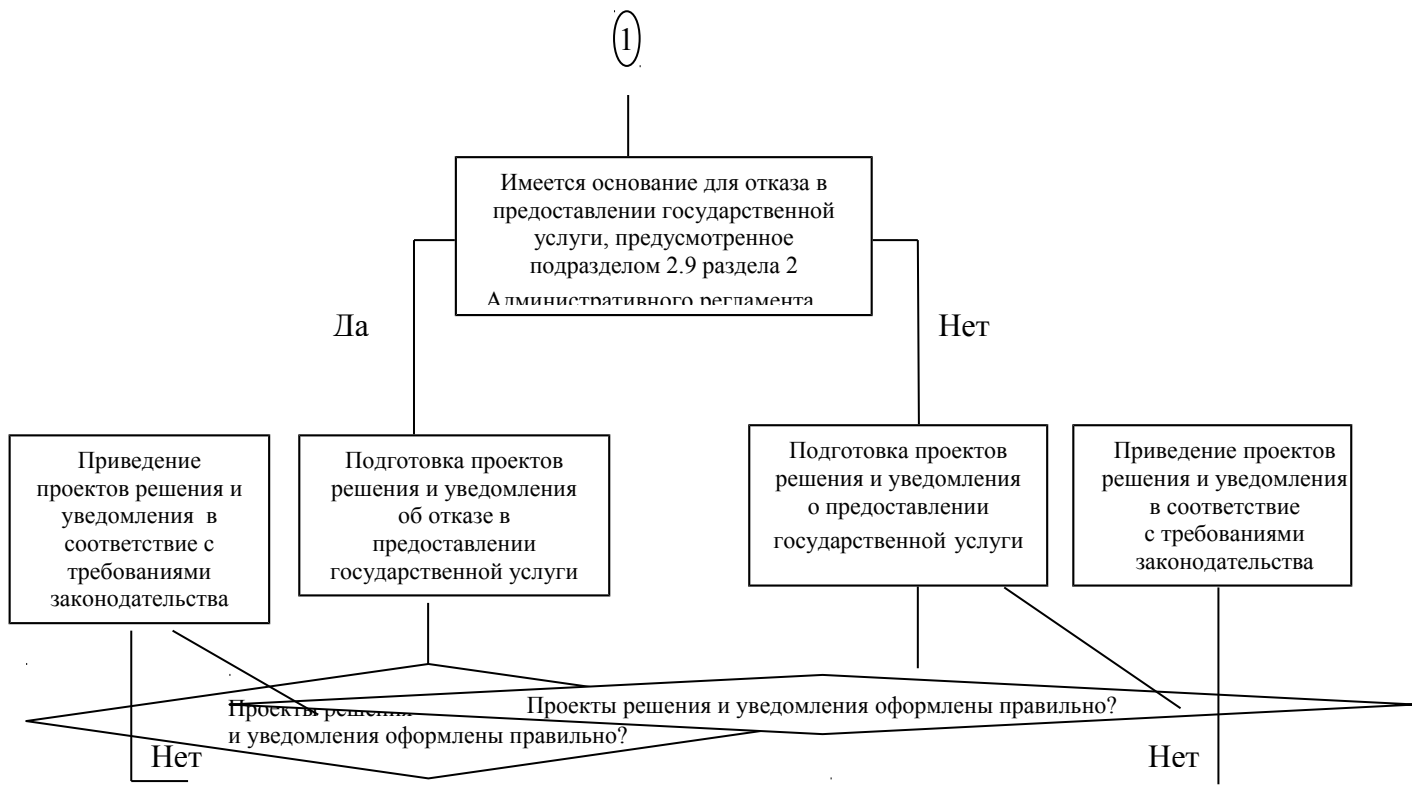 1
Имеется основание для отказа в
предоставлении государственной
услуги, предусмотренное
подразделом 2.9 раздела 2
Административного регламента
Да
Нет
Приведение
проектов решения и
уведомления в
соответствие с
требованиями
законодательства
Подготовка проектов
решения и уведомления
об отказе в
предоставлении
государственной услуги
Подготовка проектов
решения и уведомления
о предоставлении
государственной услуги
Приведение проектов
решения и уведомления
в соответствие
с требованиями
законодательства
Проекты решения
и уведомления оформлены правильно?
Проекты решения и уведомления оформлены правильно?
Нет
Нет